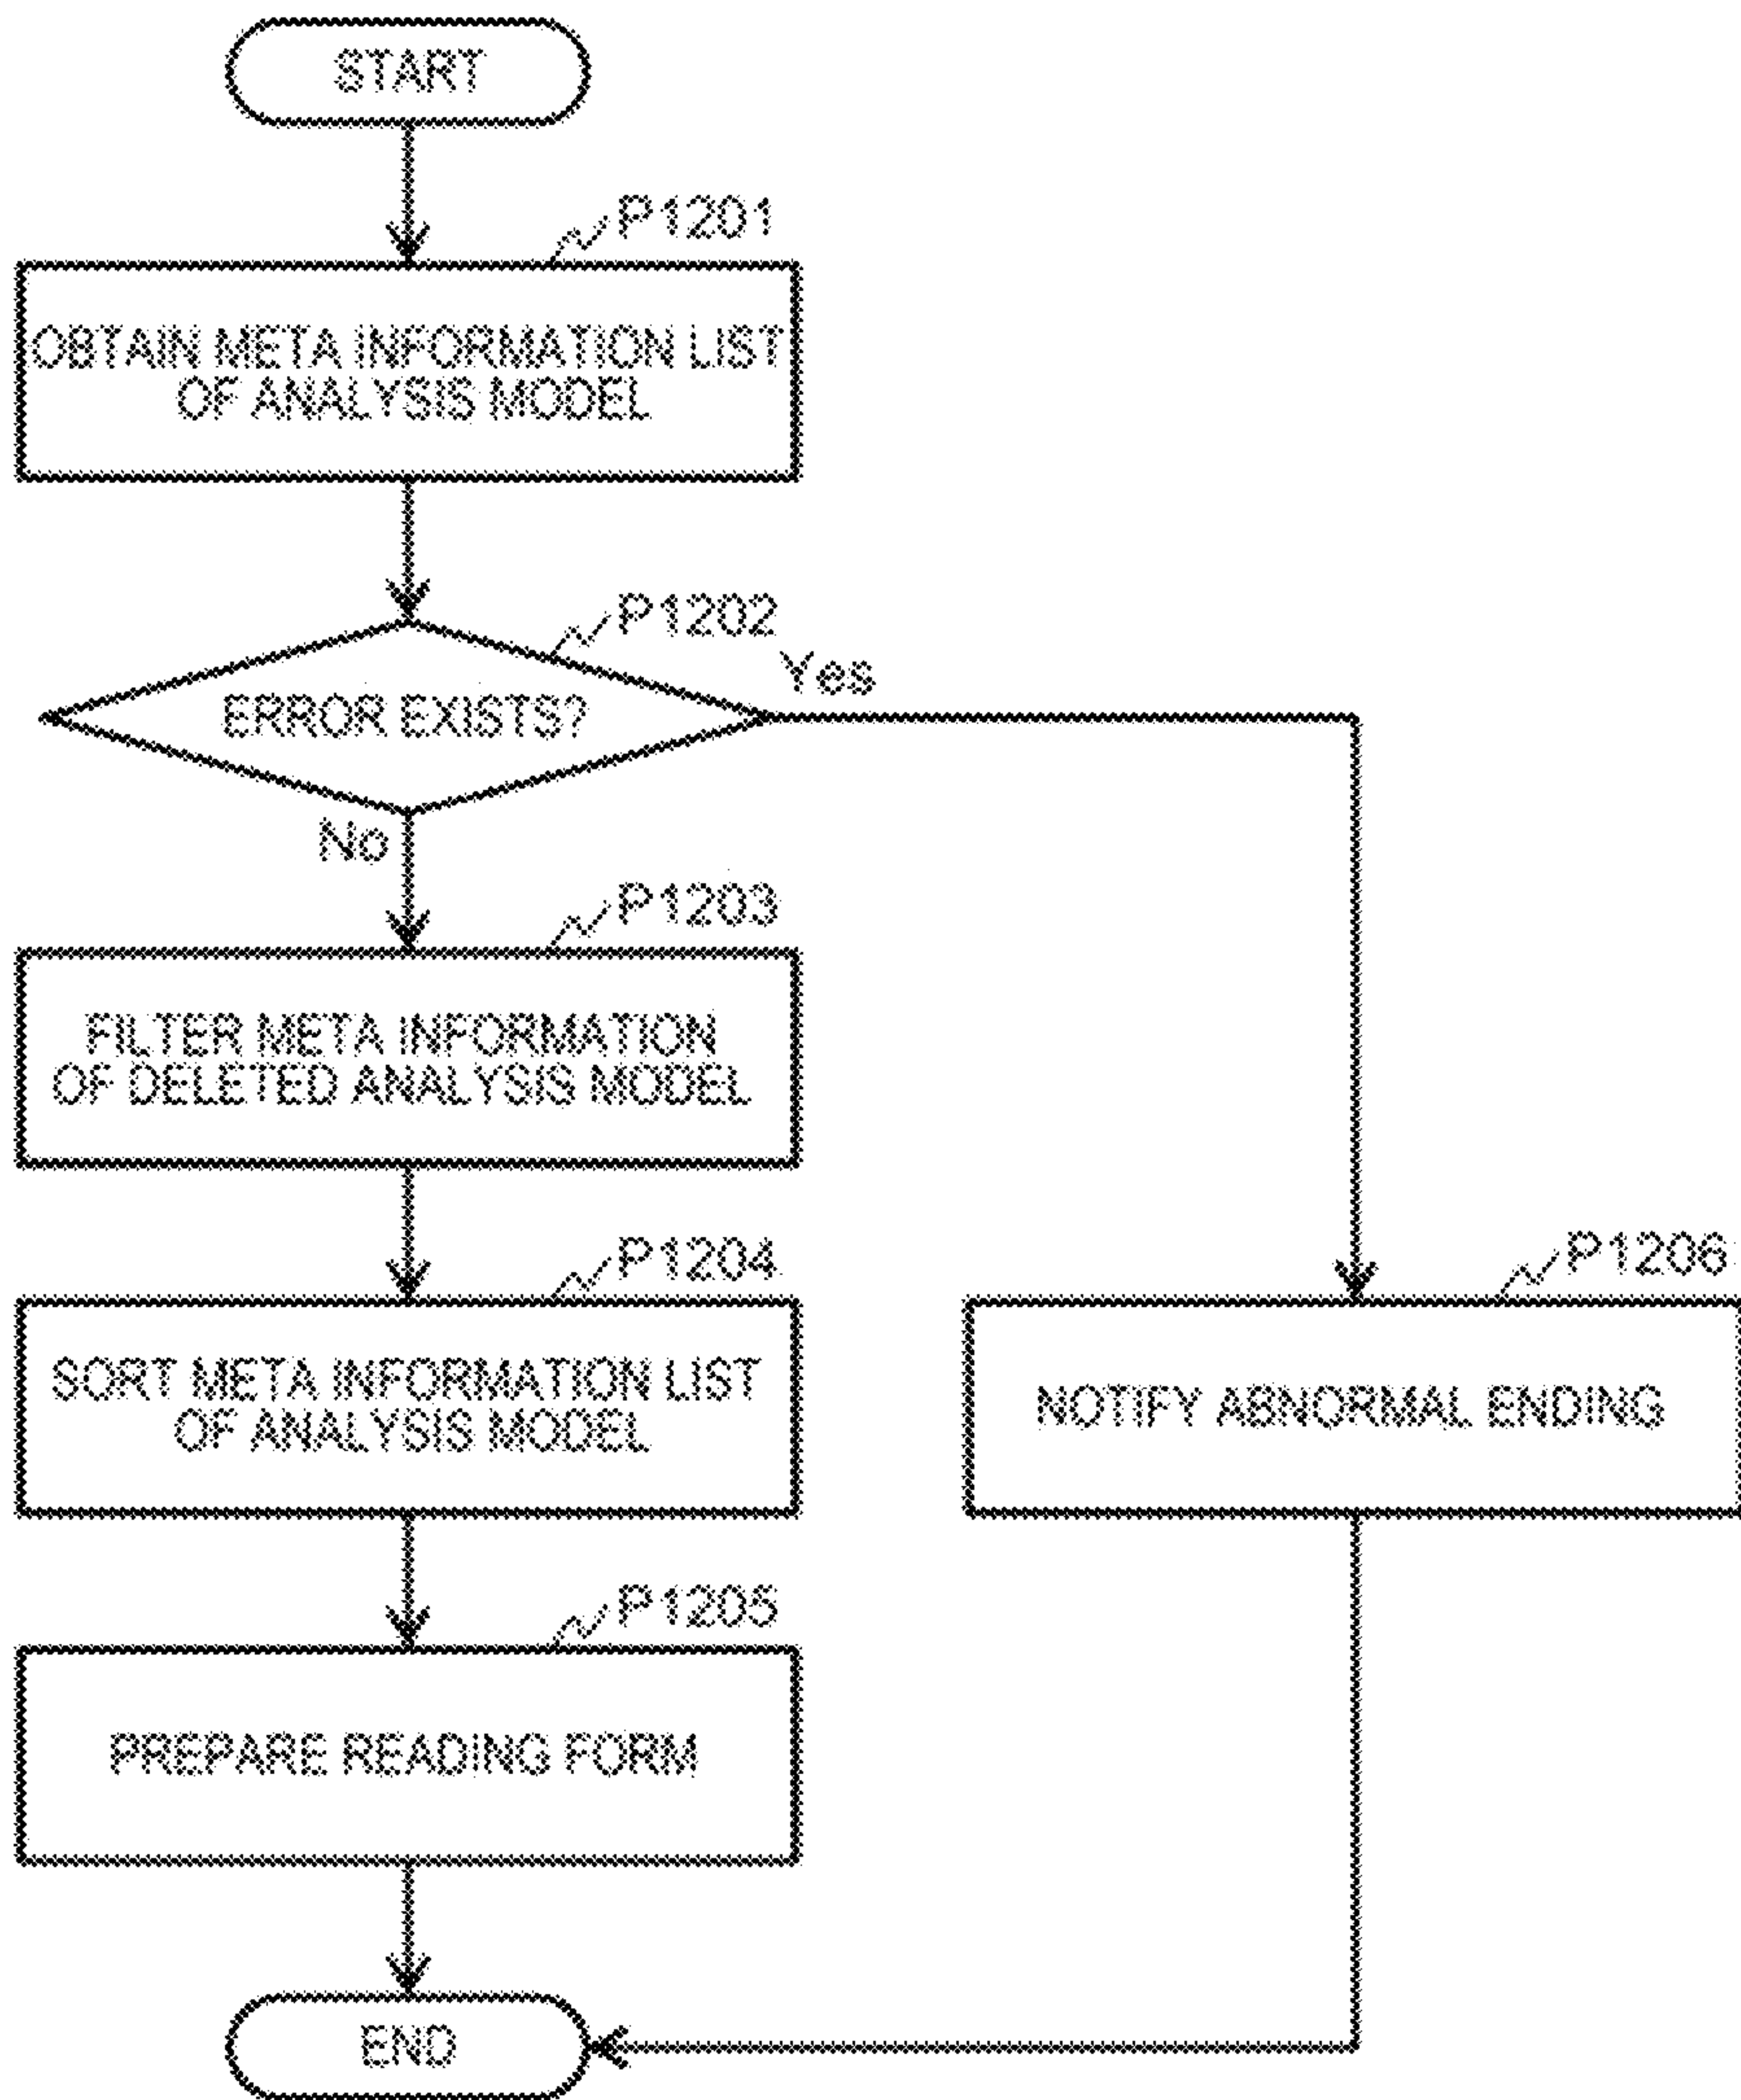 START
P1201
OBTAIN META INFORMATION LIST
OF ANALYSIS MODEL
P1202
Yes
ERROR EXISTS?
No
P1203
FILTER META INFORMATION
OF DELETED ANALYSIS MODEL
P1204
SORT META INFORMATION LIST
OF ANALYSIS MODEL
P1206
NOTIFY ABNORMAL ENDING
P1205
PREPARE READING FORM
END